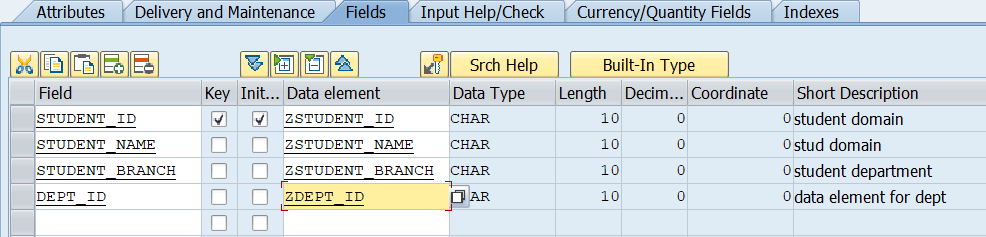 Attributes Delivery and Maintenance Fields Input Help/Check Currency/Quantity Fields Indexes
Srch Help Built-In Type
Field Key Init... Data element Data Type Length Decim... Coordinate Short Description
STUDENT_ID ZSTUDENT_ID CHAR 10 0 0 student domain
STUDENT_NAME ZSTUDENT_NAME CHAR 10 0 0 stud domain
STUDENT_BRANCH ZSTUDENT_BRANCH CHAR 10 0 0 student department
DEPT_ID ZDEPT_ID AR 10 0 0 data element for dept